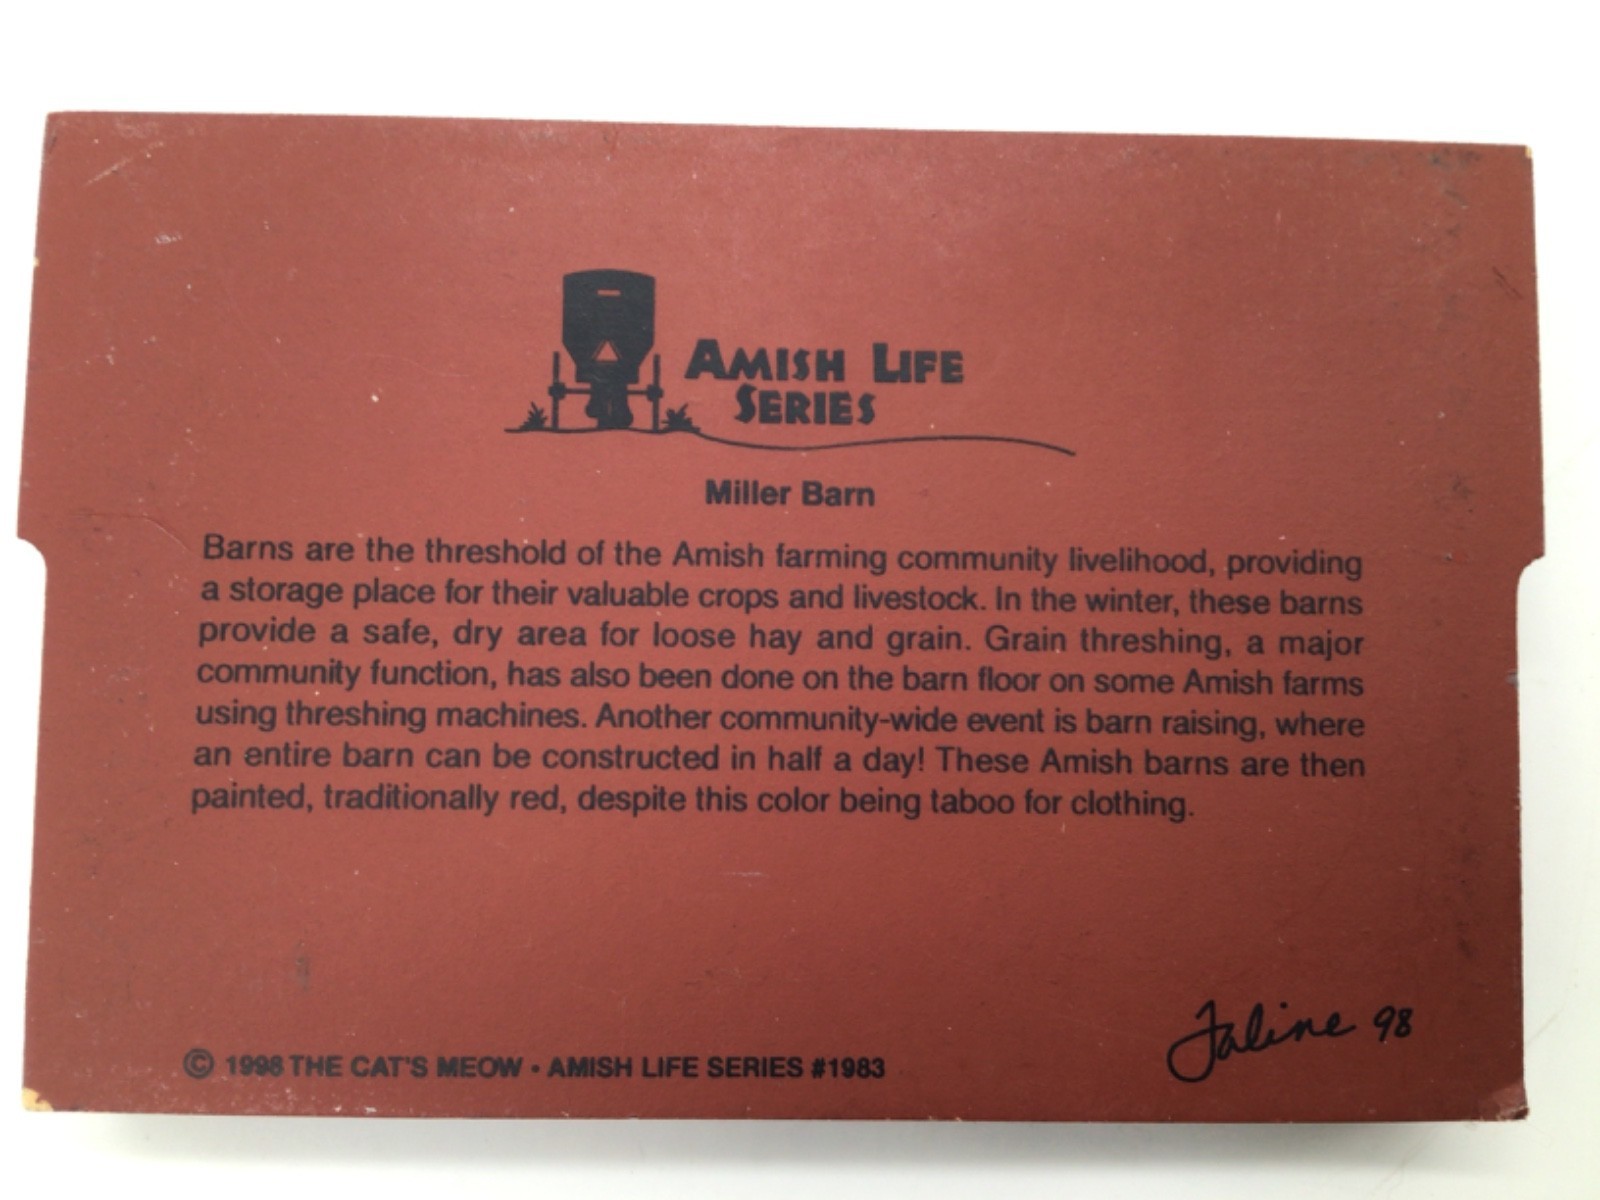 AMISH LIFE
SERIES
Miller Barn
Barns are the threshold of the Amish farming community livelihood, providing
a storage place for their valuable crops and livestock. In the winter, these barns
provide a safe, dry area for loose hay and grain. Grain threshing, a major
community function, has also been done on the barn floor on some Amish farms
using threshing machines. Another community-wide event is barn raising, where
an entire barn can be constructed in half a day! These Amish barns are then
painted, traditionally red, despite this color being taboo for clothing.
Faline 98
© 1998 THE CAT'S MEOW • AMISH LIFE SERIES #1983